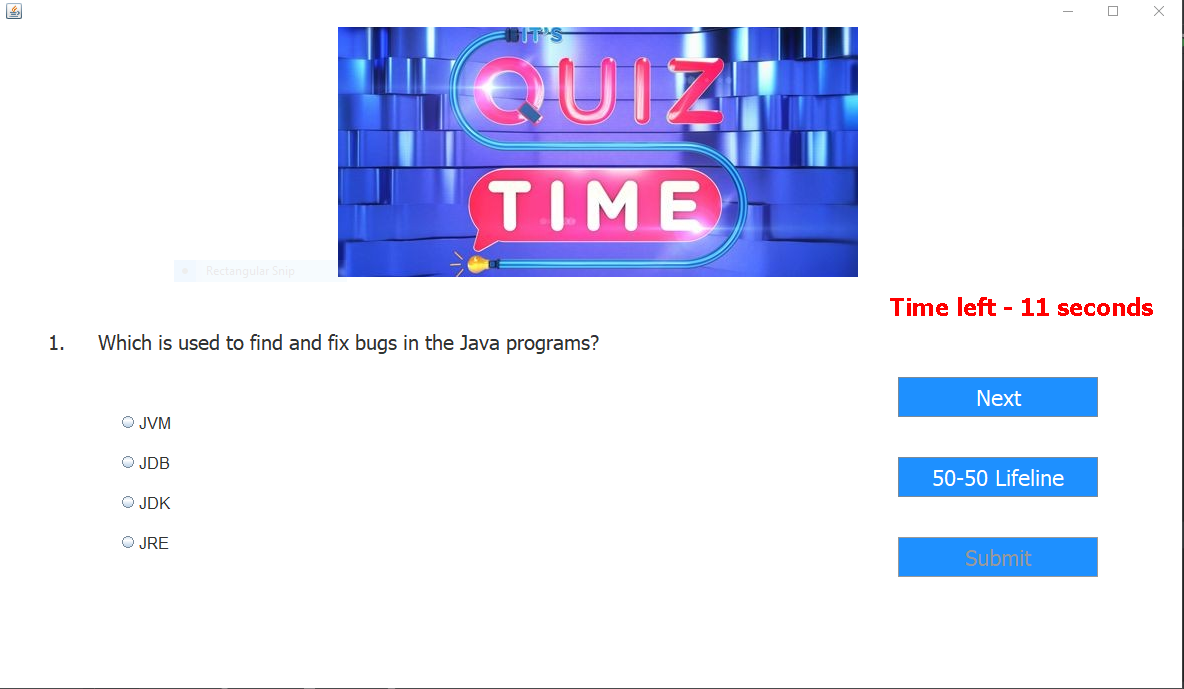 IT'S
QUIZ
TIME
Rectangular Snip
Time left - 11 seconds
1. Which is used to find and fix bugs in the Java programs?
Next
JVM
JDB
50-50 Lifeline
JDK
JRE
Submit